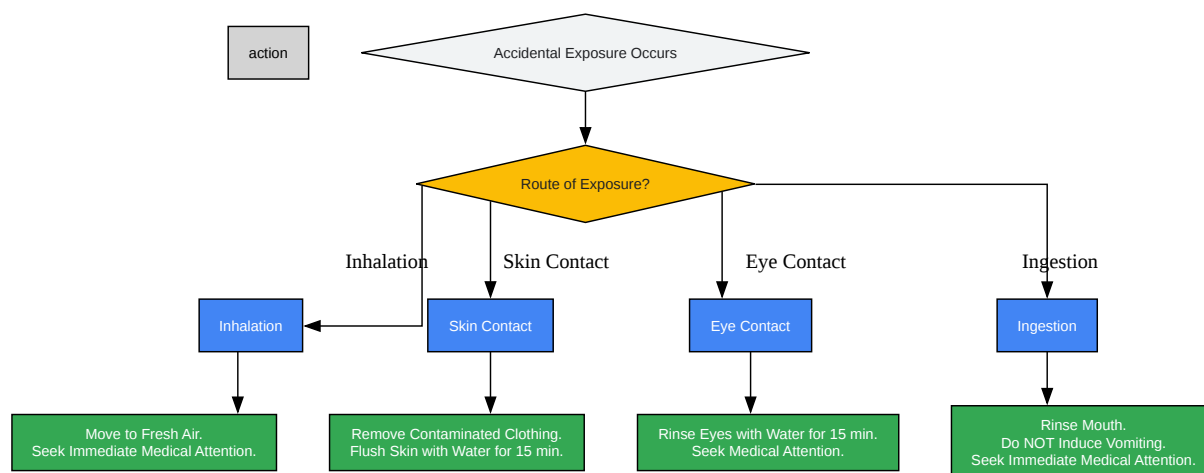 action
Accidental Exposure Occurs
Route of Exposure?
Inhalation
Skin Contact
Eye Contact
Ingestion
Inhalation
Skin Contact
Eye Contact
Ingestion
Move to Fresh Air.
Seek Immediate Medical Attention.
Remove Contaminated Clothing.
Flush Skin with Water for 15 min.
Rinse Eyes with Water for 15 min.
Seek Medical Attention.
Rinse Mouth.
Do NOT Induce Vomiting.
Seek Immediate Medical Attention.